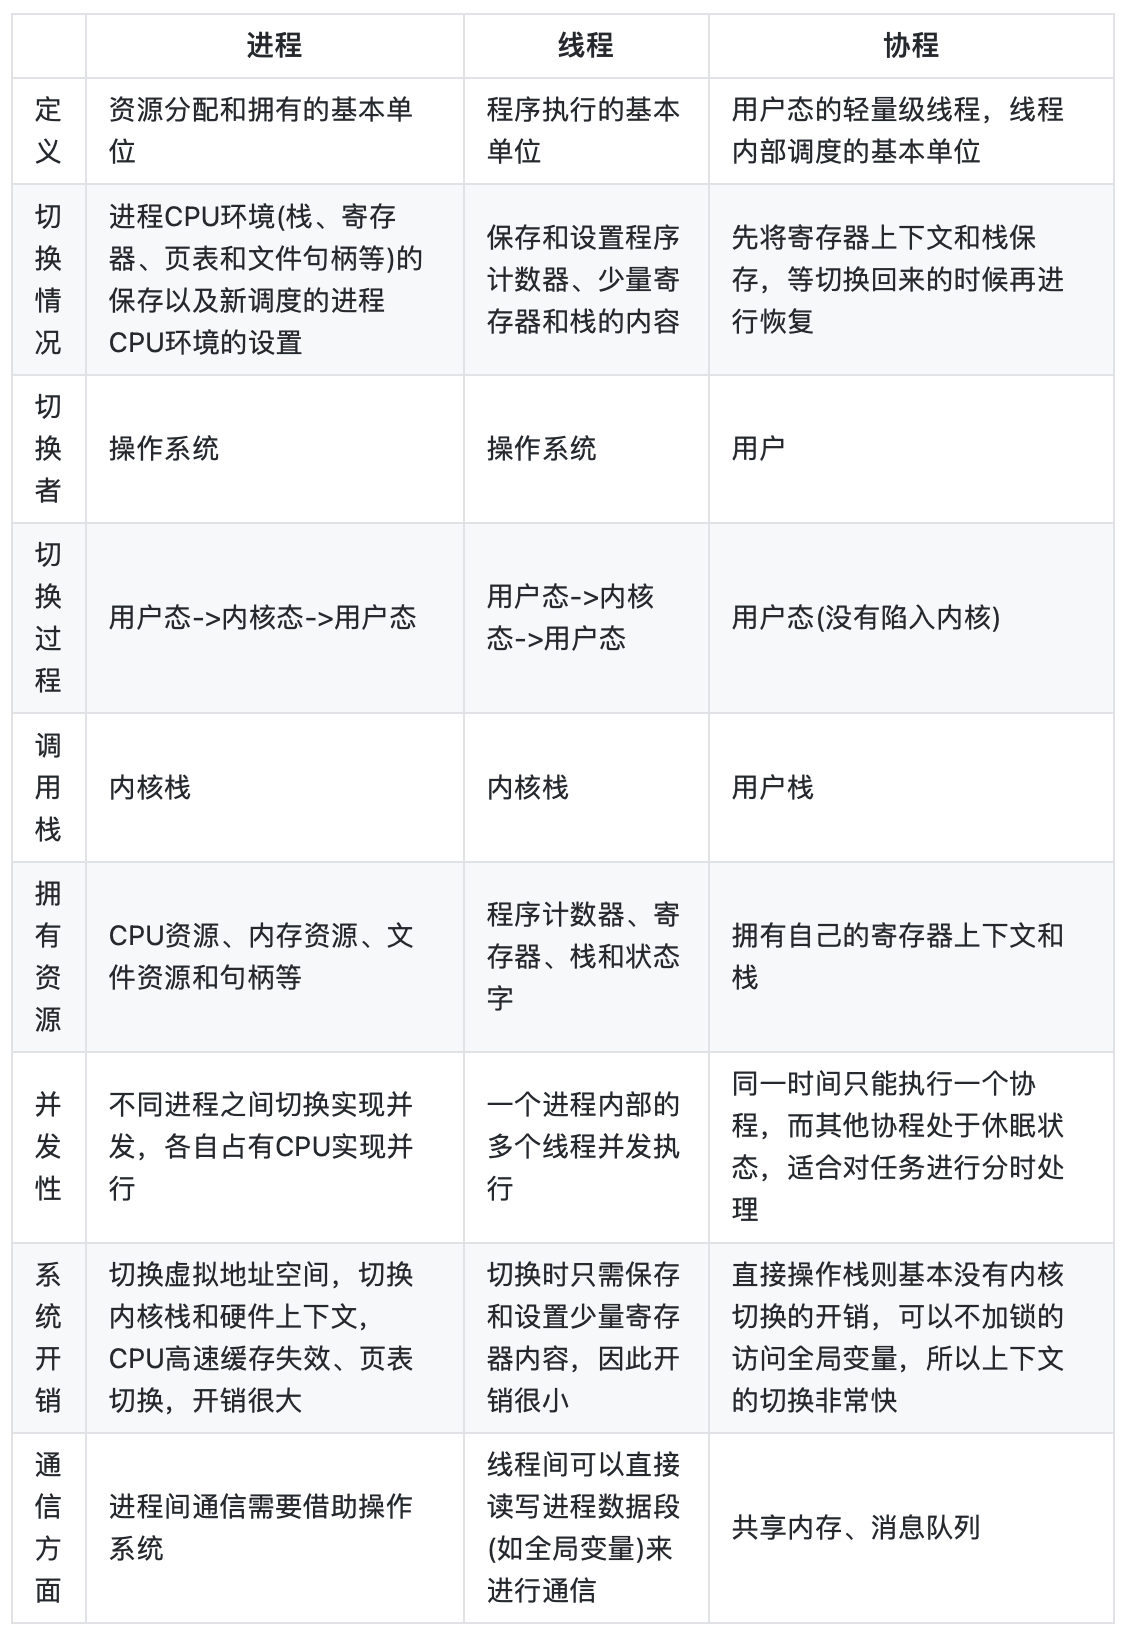 进程 线程 协程
定义
资源分配和拥有的基本单
位
程序执行的基本
单位
用户态的轻量级线程，线程
内部调度的基本单位
切换情况
进程CPU环境(栈、寄存
器、页表和文件句柄等)的
保存以及新调度的进程
CPU环境的设置
保存和设置程序
计数器、少量寄
存器和栈的内容
先将寄存器上下文和栈保
存，等切换回来的时候再进
行恢复
切换者
操作系统
操作系统
用户
切换过程
用户态->内核态->用户态
用户态->内核
态->用户态
用户态(没有陷入内核)
调用栈
内核栈
内核栈
用户栈
拥有资源
CPU资源、内存资源、文
件资源和句柄等
程序计数器、寄
存器、栈和状态
字
拥有自己的寄存器上下文和
栈
并发性
不同进程之间切换实现并
发，各自占有CPU实现并
行
一个进程内部的
多个线程并发执
行
同一时间只能执行一个协
程，而其他协程处于休眠状
态，适合对任务进行分时处
理
系统开销
切换虚拟地址空间，切换
内核栈和硬件上下文，
CPU高速缓存失效、页表
切换，开销很大
切换时只需保存
和设置少量寄存
器内容，因此开
销很小
直接操作栈则基本没有内核
切换的开销，可以不加锁的
访问全局变量，所以上下文
的切换非常快
通信方面
进程间通信需要借助操作
系统
线程间可以直接
读写进程数据段
(如全局变量)来
进行通信
共享内存、消息队列